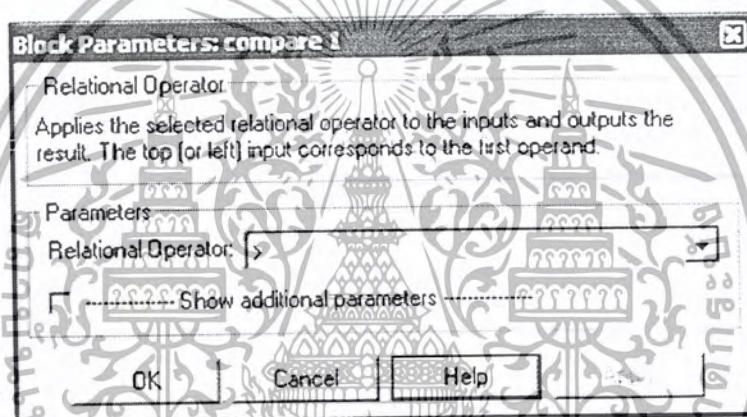 Block Parameters: compare 1
Relational Operator
Applies the selected relational operator to the inputs and outputs the
result. The top (or left) input corresponds to the first operand.
Parameters
Relational Operator: >
------------ Show additional parameters ------------
OK Cancel Help